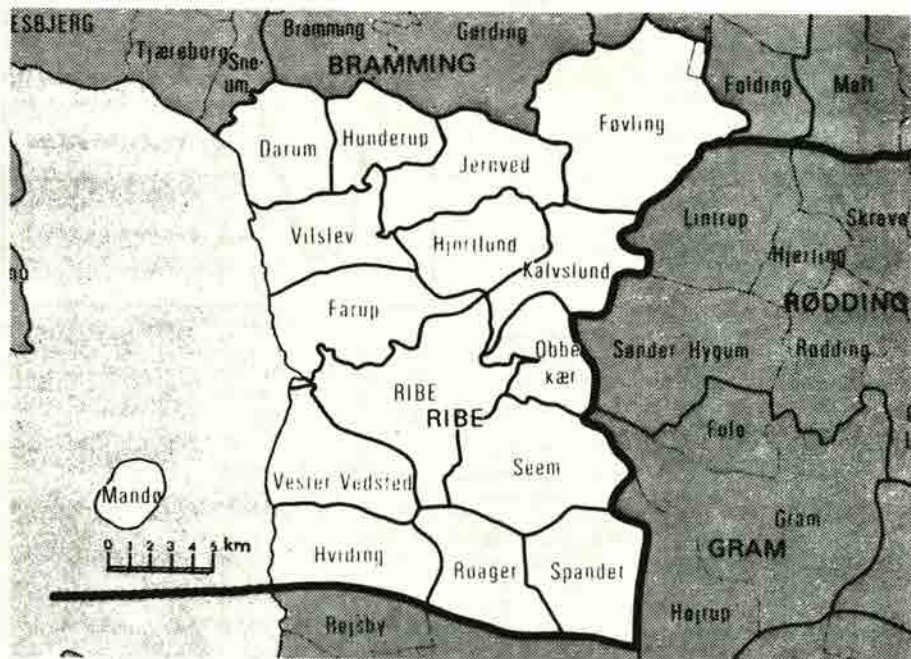 ESBJERG
Tjæreborg
Sne-
um
Bramming
Gørding
BRAMMING
Føvling
Folding
Malt
Darum
Hunderup
Jernved
Lintrup
Skrave
Vilslev
Hjortlund
Kalvslund
Hjerting
Farup
RØDDING
Obbe
kær
Sønder Hygum
Rødding
RIBE
RIBE
Fole
Seem
Vester Vedsted
Mandø
Gram
GRAM
0 1 2 3 4 5 km
Hviding
Roager
Spandet
Højrup
Rejsby